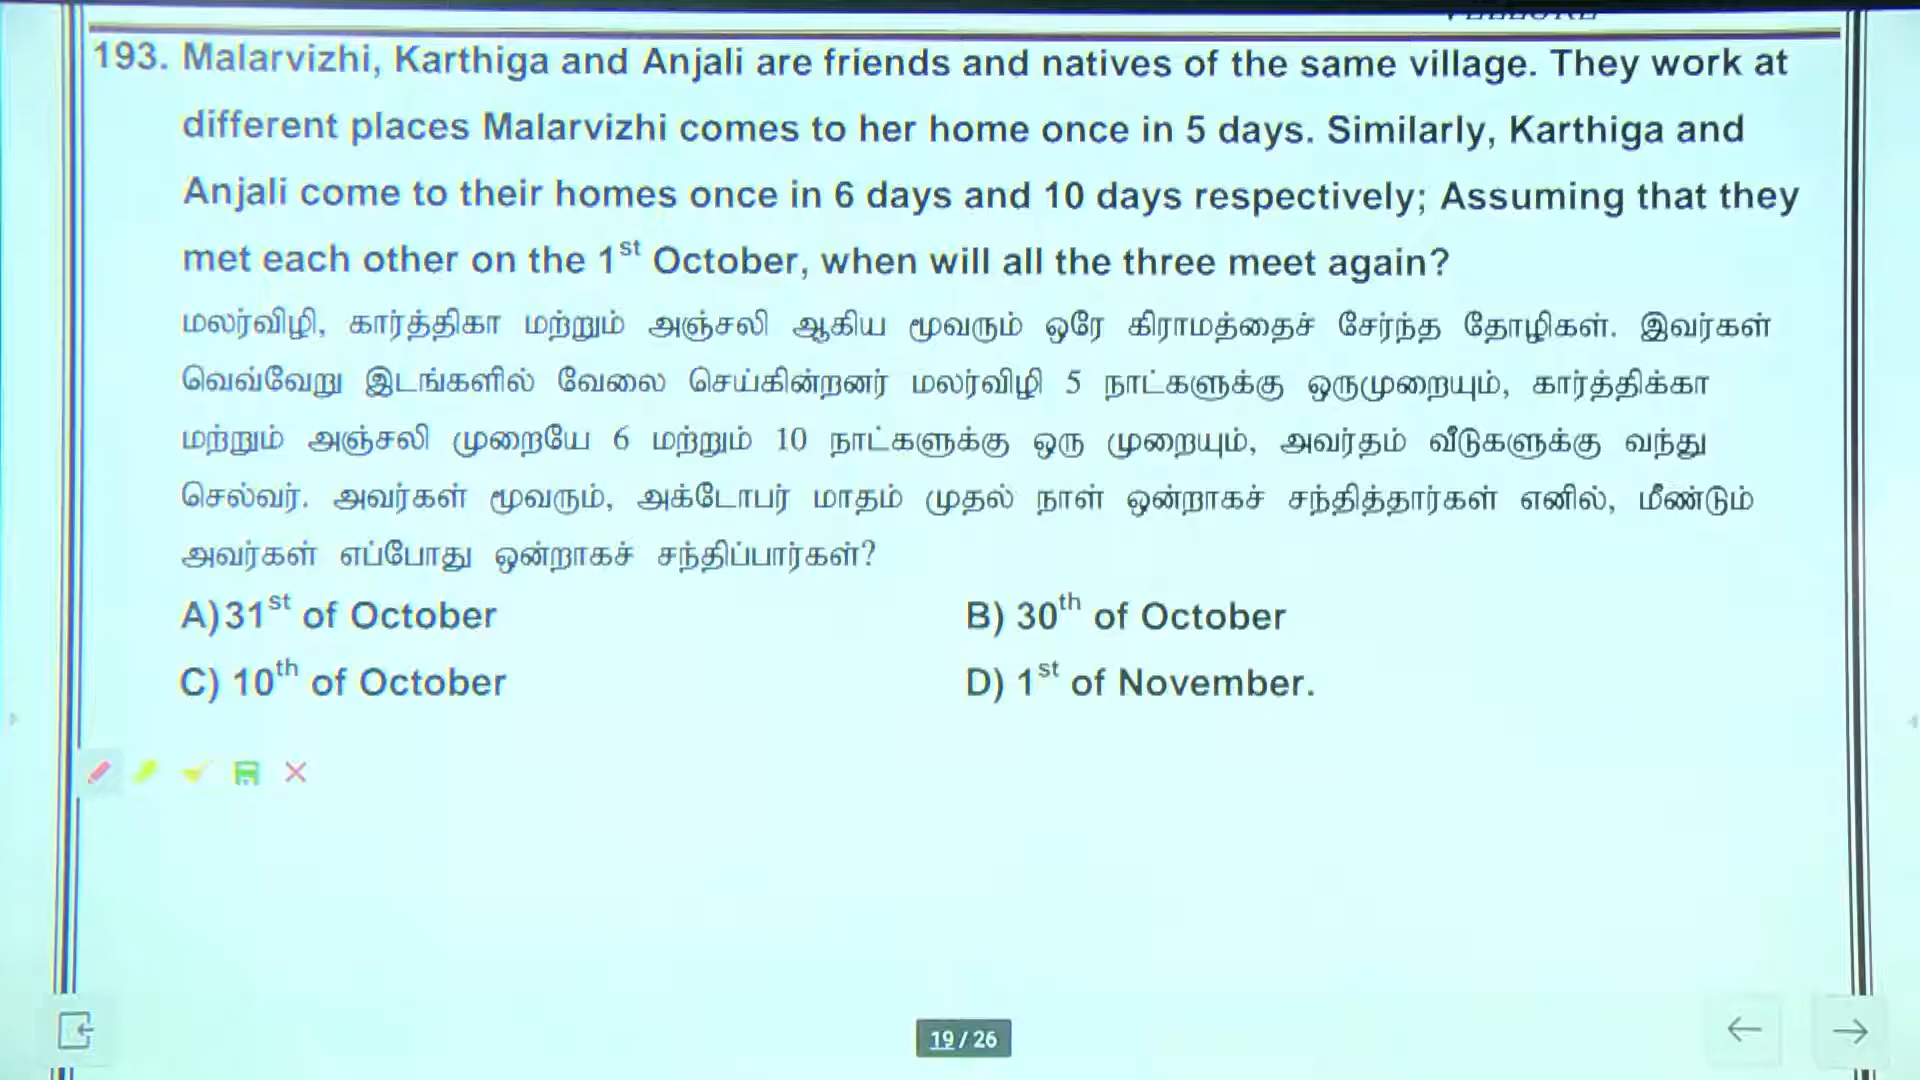 193. Malarvizhi, Karthiga and Anjali are friends and natives of the same village. They work at
different places Malarvizhi comes to her home once in 5 days. Similarly, Karthiga and
Anjali come to their homes once in 6 days and 10 days respectively; Assuming that they
met each other on the 1st October, when will all the three meet again?
மலர்விழி, கார்த்திகா மற்றும் அஞ்சலி ஆகிய மூவரும் ஒரே கிராமத்தைச் சேர்ந்த தோழிகள். இவர்கள்
வெவ்வேறு இடங்களில் வேலை செய்கின்றனர் மலர்விழி 5 நாட்களுக்கு ஒருமுறையும், கார்த்திக்கா
மற்றும் அஞ்சலி முறையே 6 மற்றும் 10 நாட்களுக்கு ஒரு முறையும், அவர்தம் வீடுகளுக்கு வந்து
செல்வர். அவர்கள் மூவரும், அக்டோபர் மாதம் முதல் நாள் ஒன்றாகச் சந்தித்தார்கள் எனில், மீண்டும்
அவர்கள் எப்போது ஒன்றாகச் சந்திப்பார்கள்?
A) 31st of October B) 30th of October
C) 10th of October D) 1st of November.
19 / 26